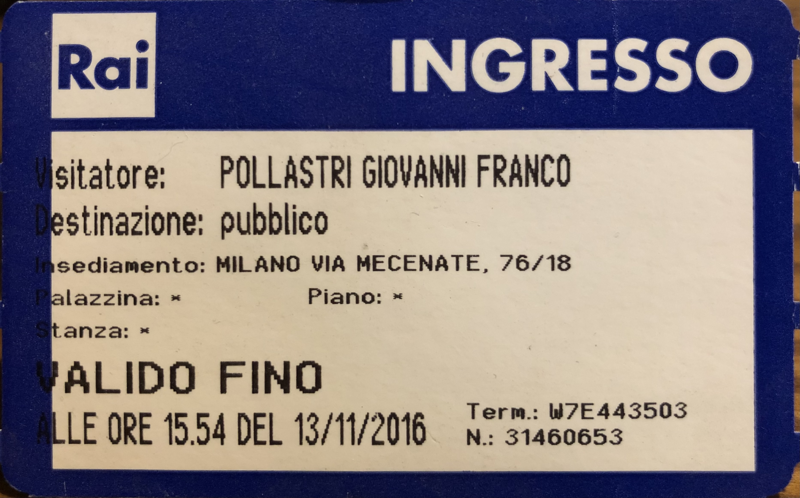 Rai
INGRESSO
Visitatore: POLLASTRI GIOVANNI FRANCO
Destinazione: pubblico
Insediamento: MILANO VIA MECENATE, 76/18
Palazzina: * Piano: *
Stanza: *
VALIDO FINO
ALLE ORE 15.54 DEL 13/11/2016
Term.: W7E443503
N.: 31460653